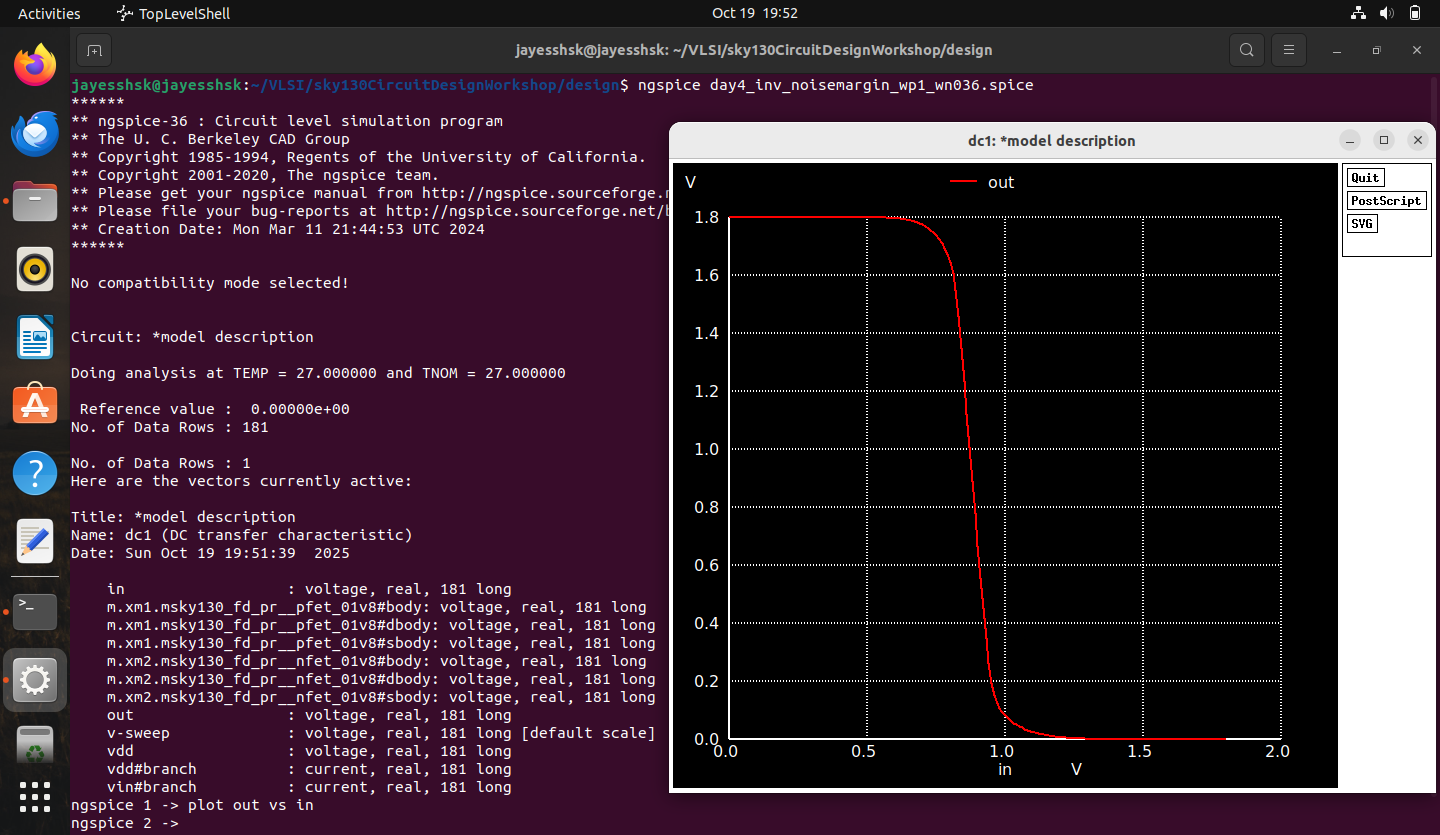 Activities
TopLevelShell
Oct 19 19:52
jayesshsk@jayesshsk: ~/VLSI/sky130CircuitDesignWorkshop/design
jayesshsk@jayesshsk:~/VLSI/sky130CircuitDesignWorkshop/design$ ngspice day4_inv_noisemargin_wp1_wn036.spice
******
** ngspice-36 : Circuit level simulation program
** The U. C. Berkeley CAD Group
** Copyright 1985-1994, Regents of the University of California.
** Copyright 2001-2020, The ngspice team.
** Please get your ngspice manual from http://ngspice.sourceforge.n
** Please file your bug-reports at http://ngspice.sourceforge.net/b
** Creation Date: Mon Mar 11 21:44:53 UTC 2024
******
No compatibility mode selected!
Circuit: *model description
Doing analysis at TEMP = 27.000000 and TNOM = 27.000000
Reference value : 0.00000e+00
No. of Data Rows : 181
No. of Data Rows : 1
Here are the vectors currently active:
Title: *model description
Name: dc1 (DC transfer characteristic)
Date: Sun Oct 19 19:51:39 2025
in : voltage, real, 181 long
m.xm1.msky130_fd_pr__pfet_01v8#body: voltage, real, 181 long
m.xm1.msky130_fd_pr__pfet_01v8#dbody: voltage, real, 181 long
m.xm1.msky130_fd_pr__pfet_01v8#sbody: voltage, real, 181 long
m.xm2.msky130_fd_pr__nfet_01v8#body: voltage, real, 181 long
m.xm2.msky130_fd_pr__nfet_01v8#dbody: voltage, real, 181 long
m.xm2.msky130_fd_pr__nfet_01v8#sbody: voltage, real, 181 long
out : voltage, real, 181 long
v-sweep : voltage, real, 181 long [default scale]
vdd : voltage, real, 181 long
vdd#branch : current, real, 181 long
vin#branch : current, real, 181 long
ngspice 1 -> plot out vs in
ngspice 2 ->
dc1: *model description
V
out
1.8
1.6
1.4
1.2
1.0
0.8
0.6
0.4
0.2
0.0
0.0 0.5 1.0 1.5 2.0
in V
Quit
PostScript
SVG